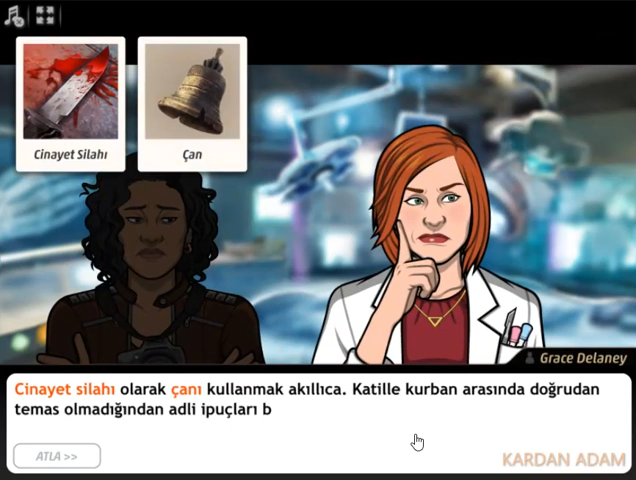 Cinayet Silahı
Çan
Grace Delaney
Cinayet silahı olarak çanı kullanmak akıllıca. Katille kurban arasında doğrudan
temas olmadığından adli ipuçları b
ATLA >>
KARDAN ADAM